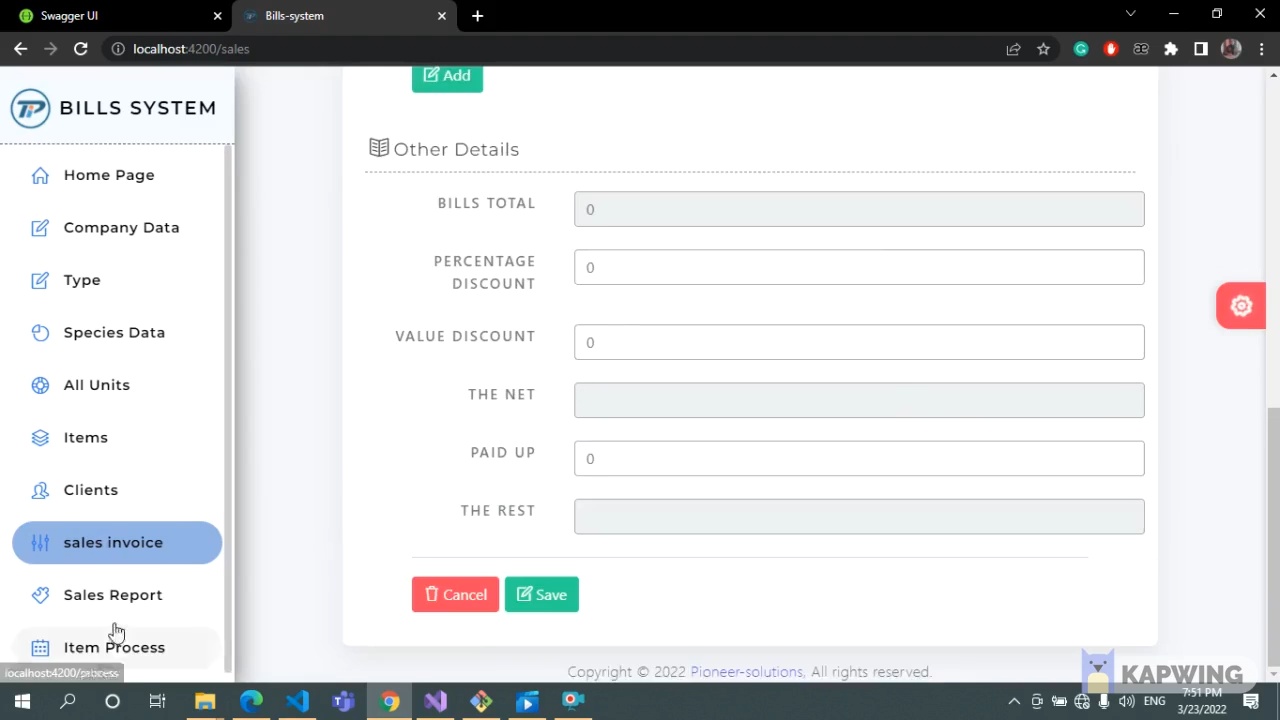 Swagger UI
Bills-system
localhost:4200/sales
BILLS SYSTEM
Home Page
Company Data
Type
Species Data
All Units
Items
Clients
sales invoice
Sales Report
Item Process
localhost:4200/process
Add
Other Details
BILLS TOTAL
0
PERCENTAGE
DISCOUNT
0
VALUE DISCOUNT
0
THE NET
PAID UP
0
THE REST
Cancel
Save
Copyright © 2022 Pioneer-solutions, All rights reserved.
KAPWING
ENG
7:51 PM
3/23/2022